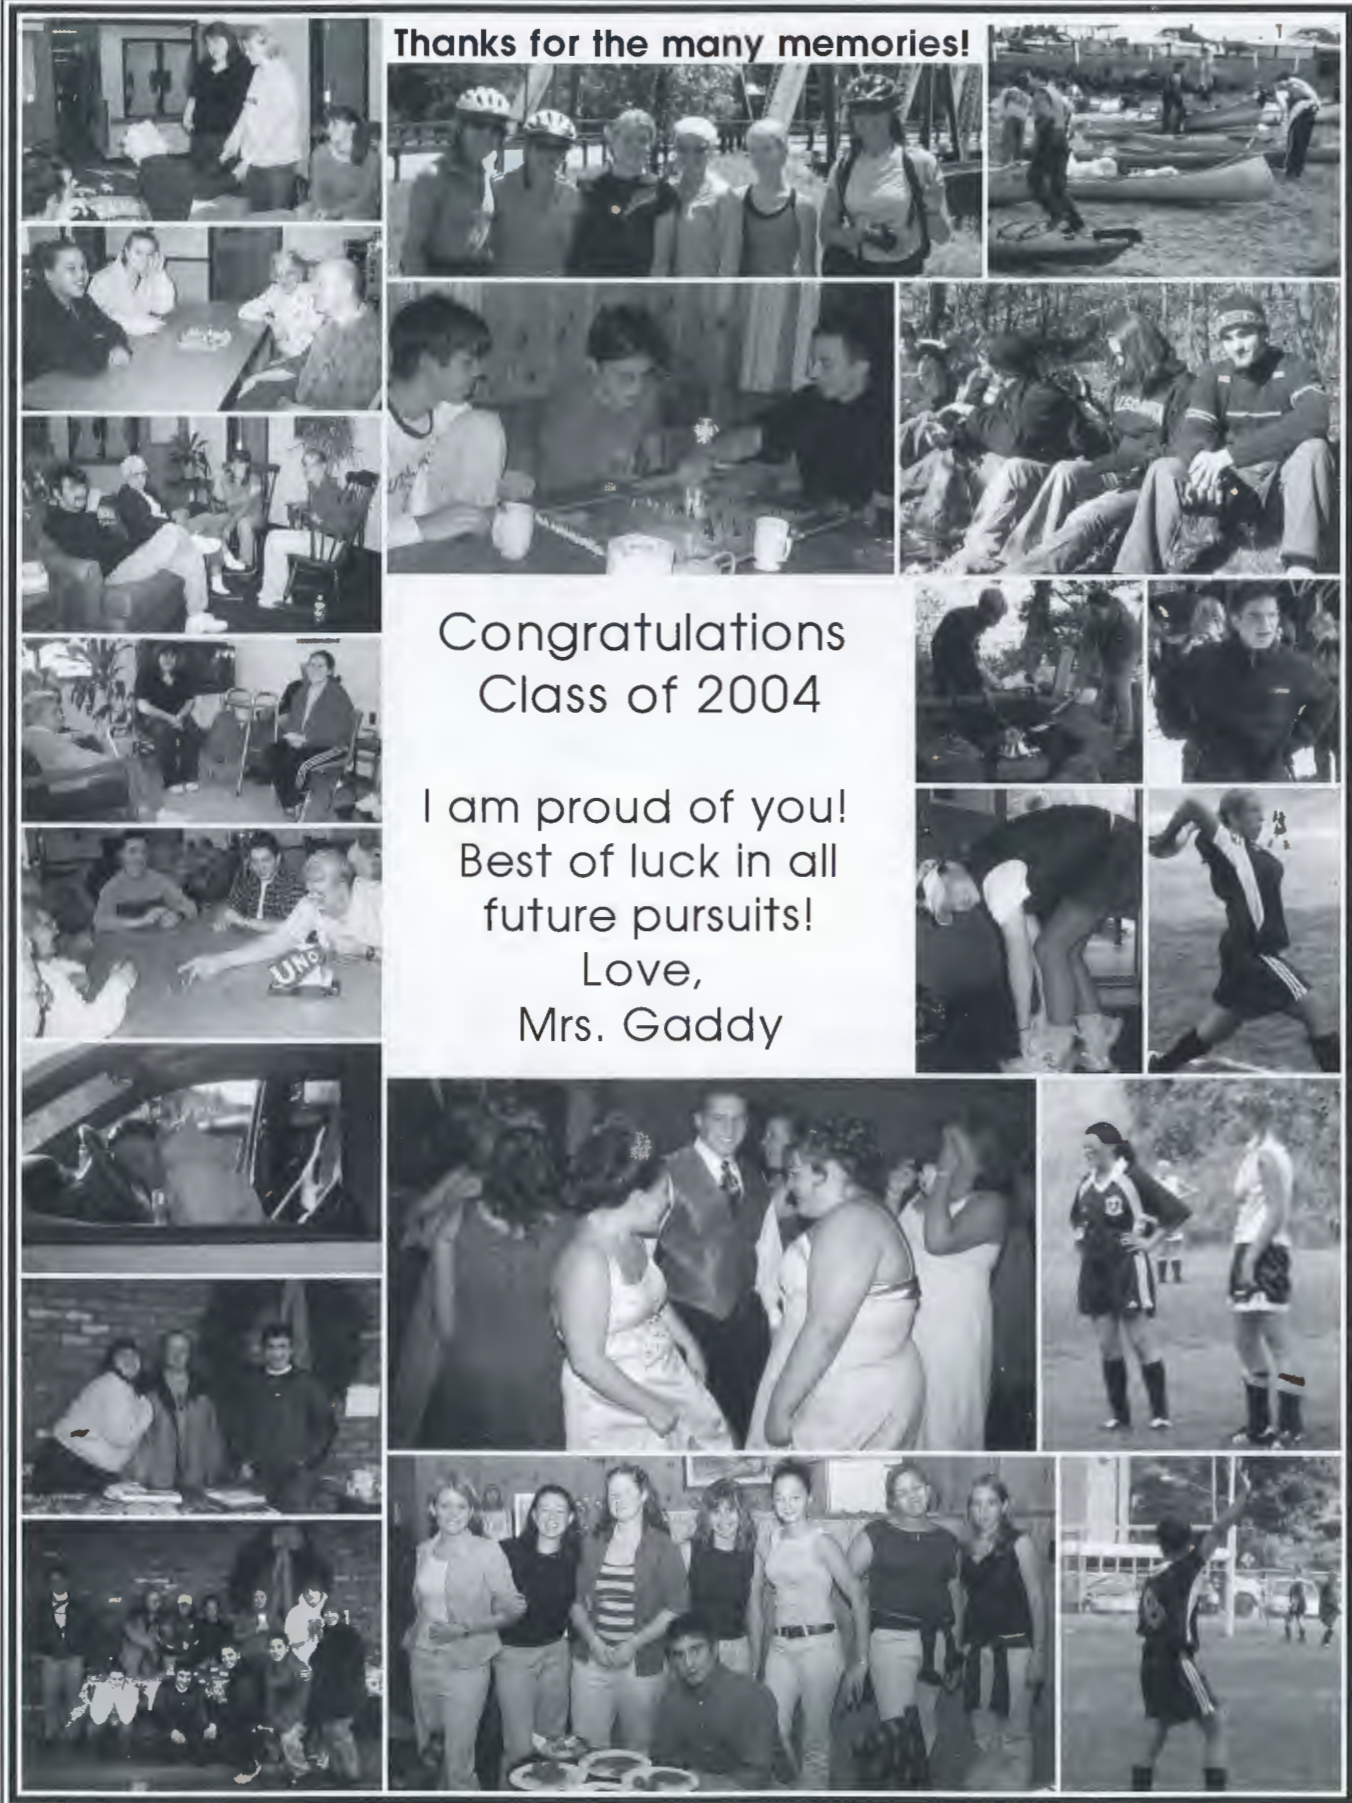 Thanks for the many memories!
Congratulations
Class of 2004
I am proud of you!
Best of luck in all
future pursuits!
Love,
Mrs. Gaddy
UNO